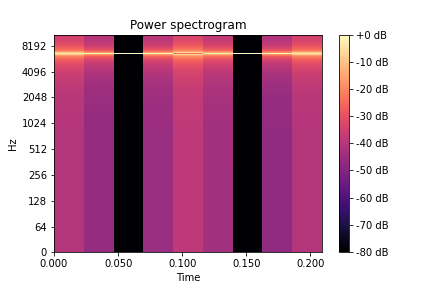 Power spectrogram
8192
4096
2048
1024
512
256
128
64
0
Hz
0.000 0.050 0.100 0.150 0.200
Time
+0 dB
-10 dB
-20 dB
-30 dB
-40 dB
-50 dB
-60 dB
-70 dB
-80 dB